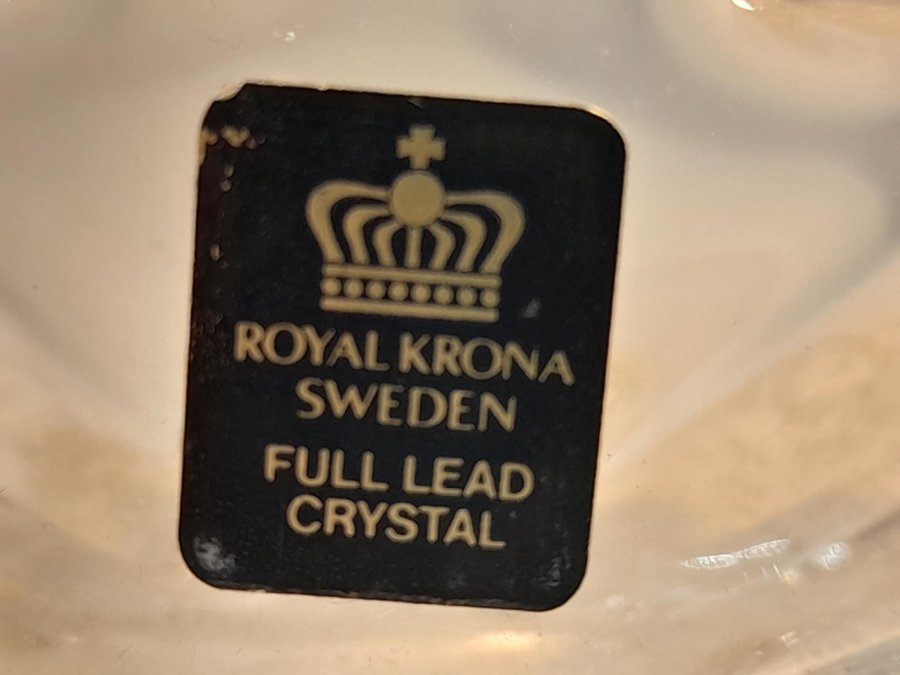 ROYAL KRONA
SWEDEN
FULL LEAD
CRYSTAL